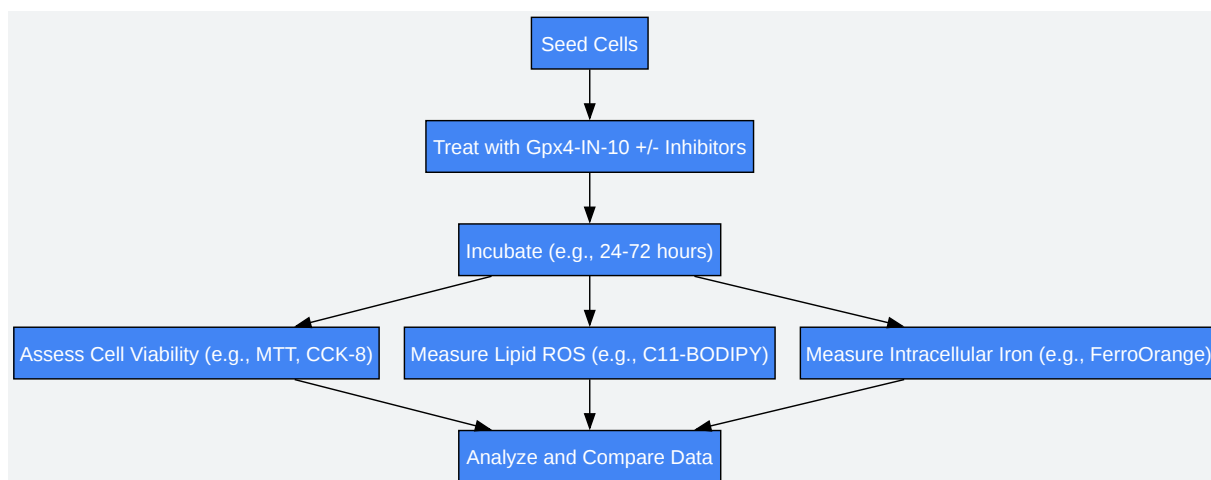 Seed Cells
Treat with Gpx4-IN-10 +/- Inhibitors
Incubate (e.g., 24-72 hours)
Assess Cell Viability (e.g., MTT, CCK-8)
Measure Lipid ROS (e.g., C11-BODIPY)
Measure Intracellular Iron (e.g., FerroOrange)
Analyze and Compare Data